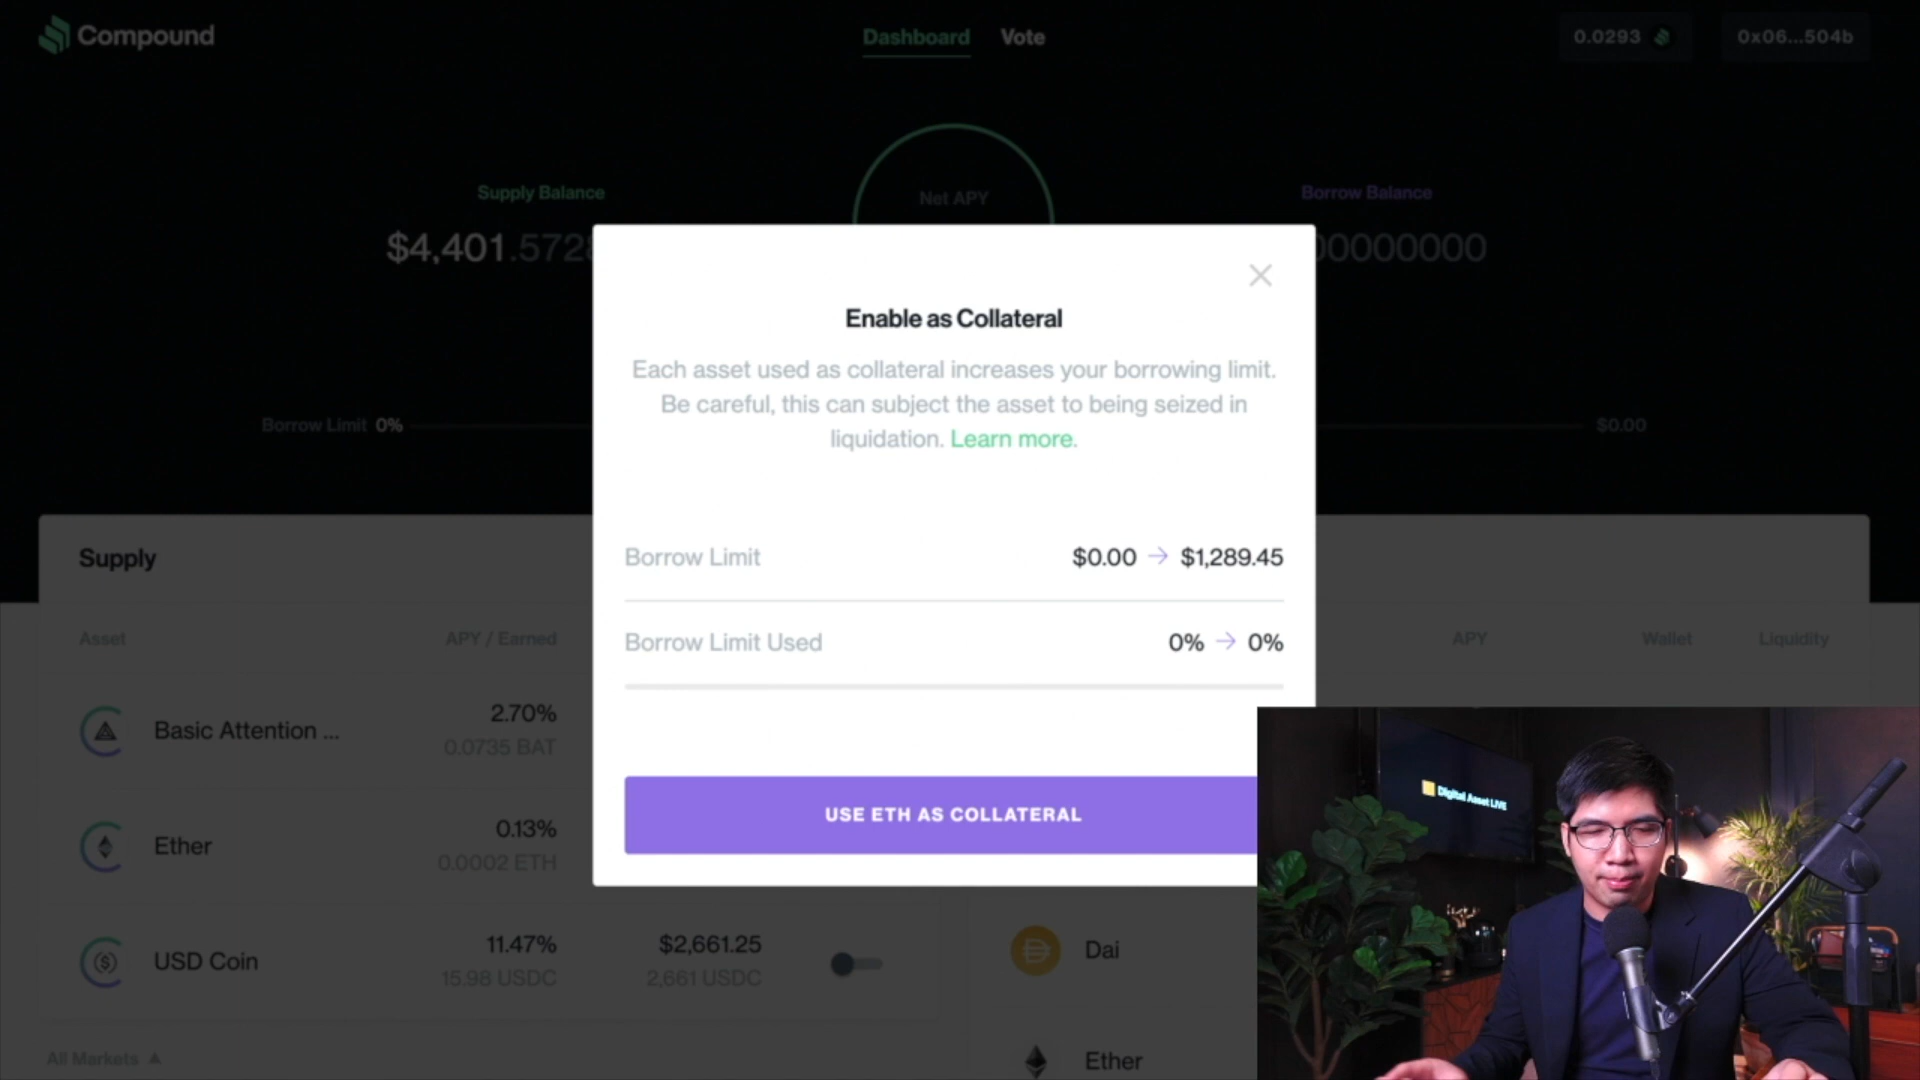 Compound
Dashboard
Vote
0.0293
0x06...504b
Supply Balance
Net APY
Borrow Balance
$4,401.572
00000000
Enable as Collateral
Each asset used as collateral increases your borrowing limit.
Be careful, this can subject the asset to being seized in
liquidation. Learn more.
Borrow Limit 0%
$0.00
Borrow Limit
$0.00 → $1,289.45
Borrow Limit Used
0% → 0%
USE ETH AS COLLATERAL
Supply
Asset
APY / Earned
APY
Wallet
Liquidity
Basic Attention ...
2.70%
0.0735 BAT
Ether
0.13%
0.0002 ETH
USD Coin
11.47%
15.98 USDC
$2,661.25
2,661 USDC
Dai
Ether
All Markets
Digital Asset LIVE